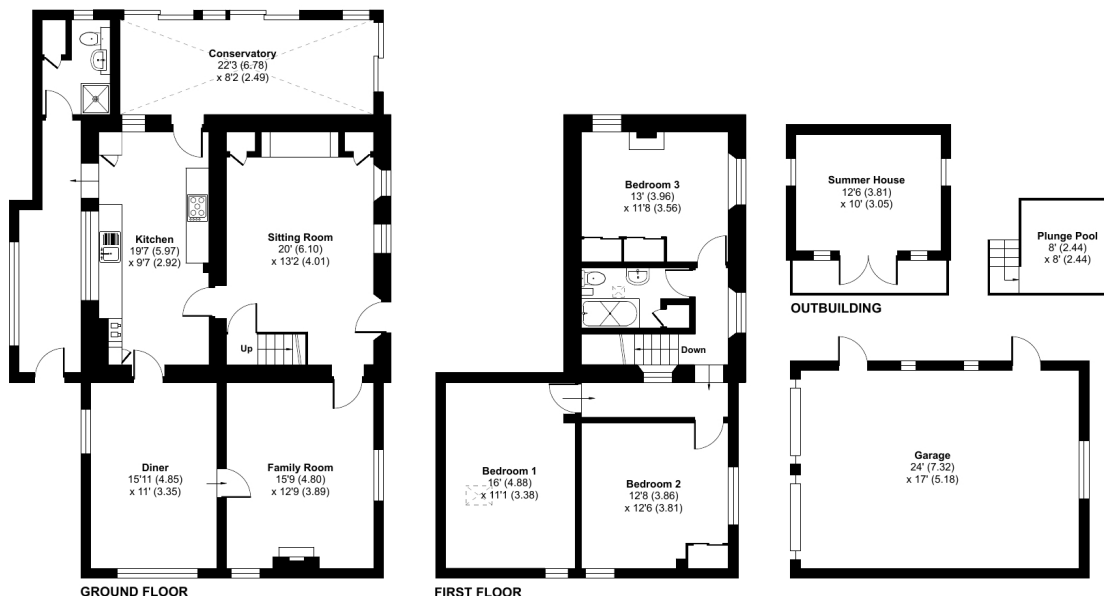 Conservatory
22'3 (6.78)
x 8'2 (2.49)
Kitchen
19'7 (5.97)
x 9'7 (2.92)
Sitting Room
20' (6.10)
x 13'2 (4.01)
Up
Diner
15'11 (4.85)
x 11' (3.35)
Family Room
15'9 (4.80)
x 12'9 (3.89)
GROUND FLOOR
Bedroom 3
13' (3.96)
x 11'8 (3.56)
Down
Bedroom 1
16' (4.88)
x 11'1 (3.38)
Bedroom 2
12'8 (3.86)
x 12'6 (3.81)
FIRST FLOOR
Summer House
12'6 (3.81)
x 10' (3.05)
Plunge Pool
8' (2.44)
x 8' (2.44)
OUTBUILDING
Garage
24' (7.32)
x 17' (5.18)